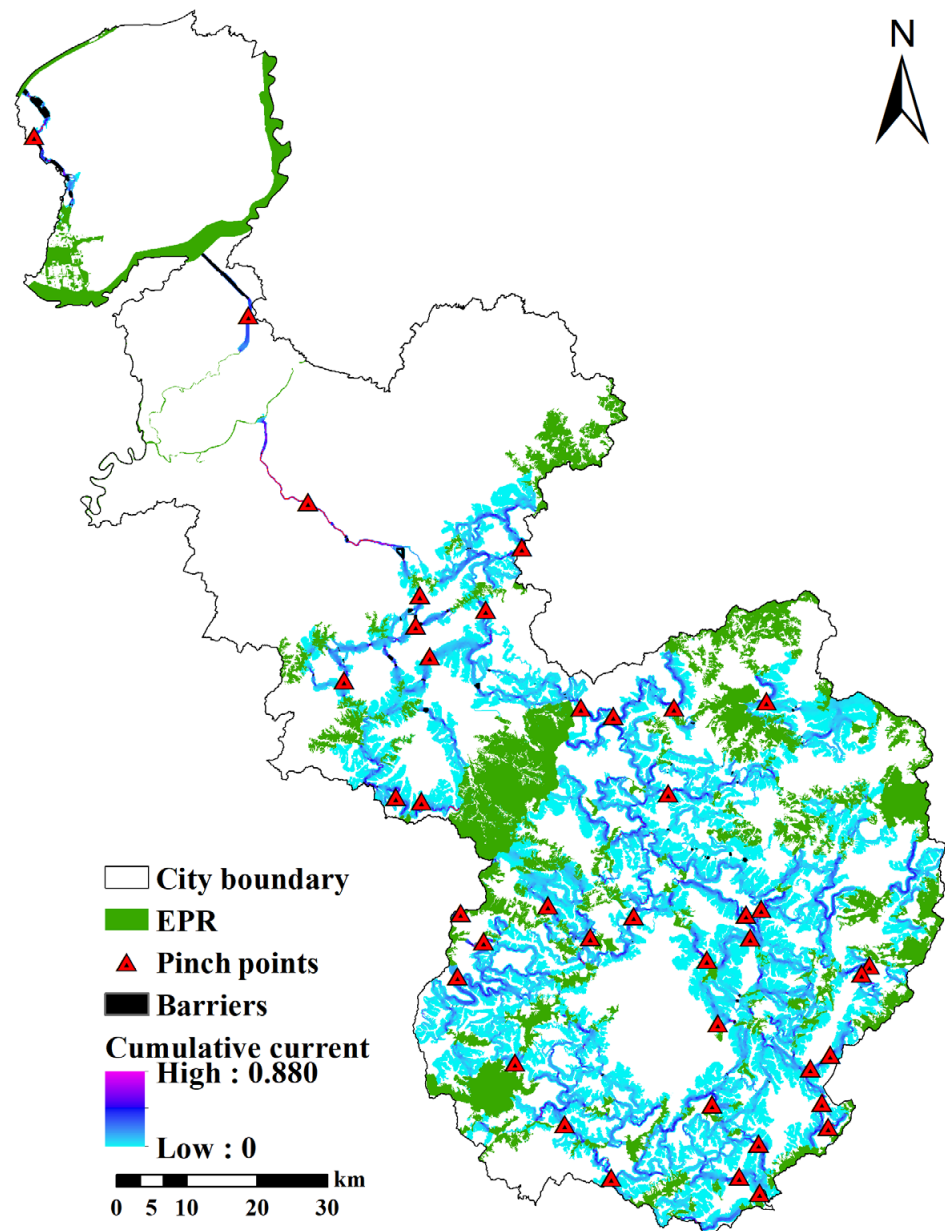 N
City boundary
EPR
Pinch points
Barriers
Cumulative current
High : 0.880
Low : 0
km
0 5 10 20 30